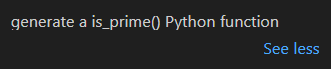 generate a is_prime() Python function
See less